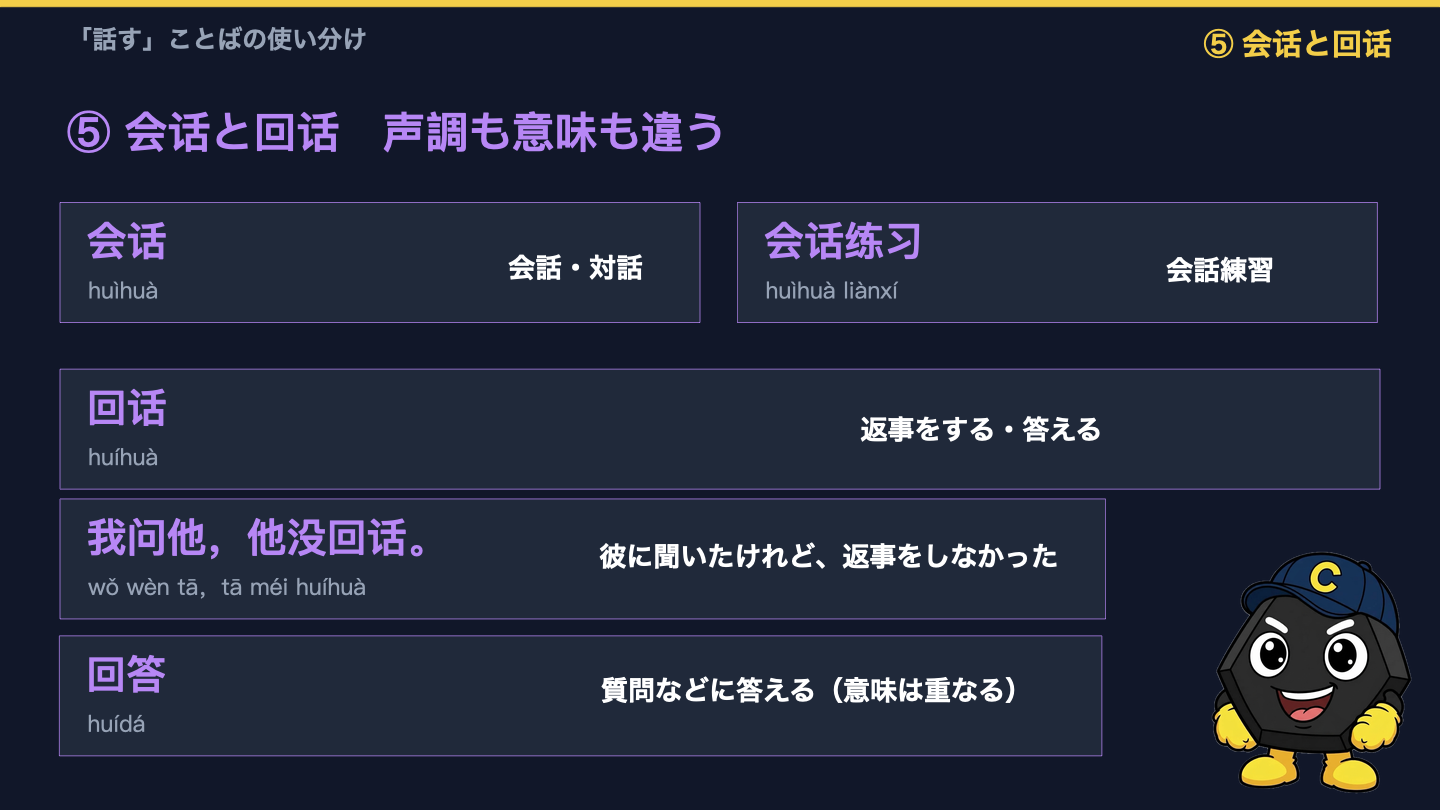 「話す」ことばの使い分け
⑤ 会话と回话
⑤ 会话と回话　声調も意味も違う
会话
huìhuà
会話・対話
会话练习
huìhuà liànxí
会話練習
回话
huíhuà
返事をする・答える
我问他，他没回话。
wǒ wèn tā，tā méi huíhuà
彼に聞いたけれど、返事をしなかった
回答
huídá
質問などに答える（意味は重なる）
C